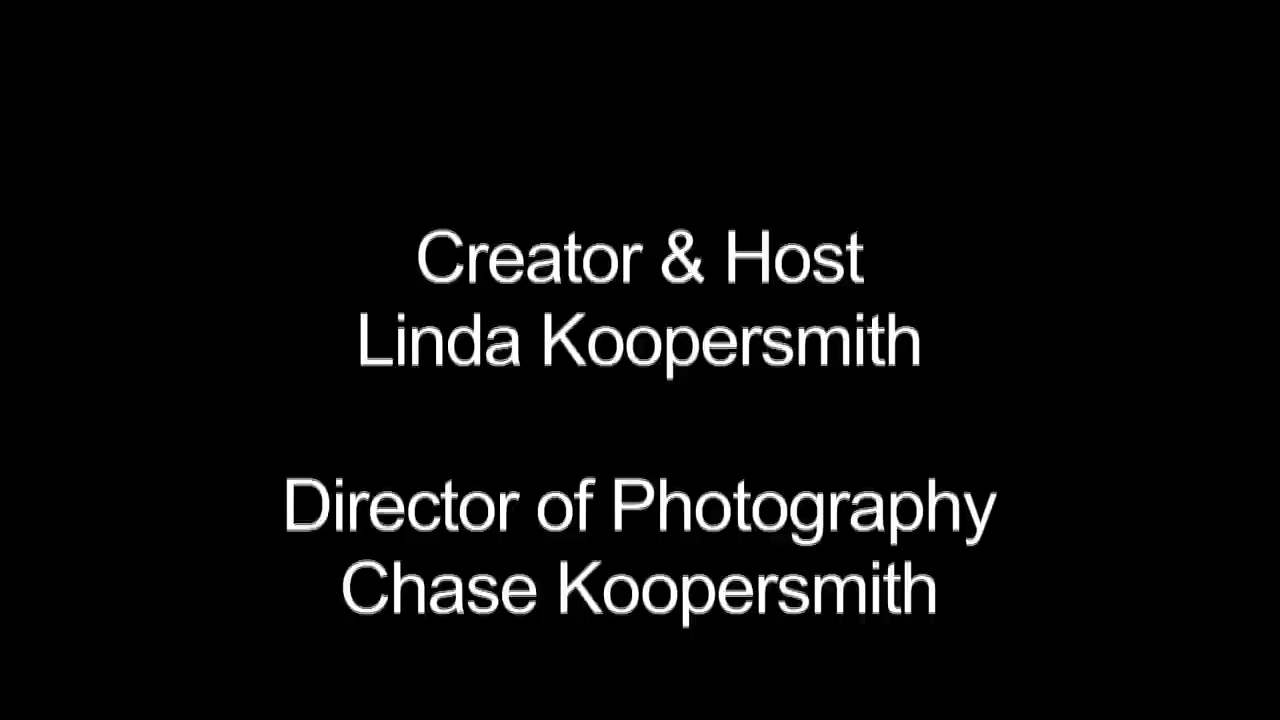 Creator & Host
Linda Koopersmith
Director of Photography
Chase Koopersmith